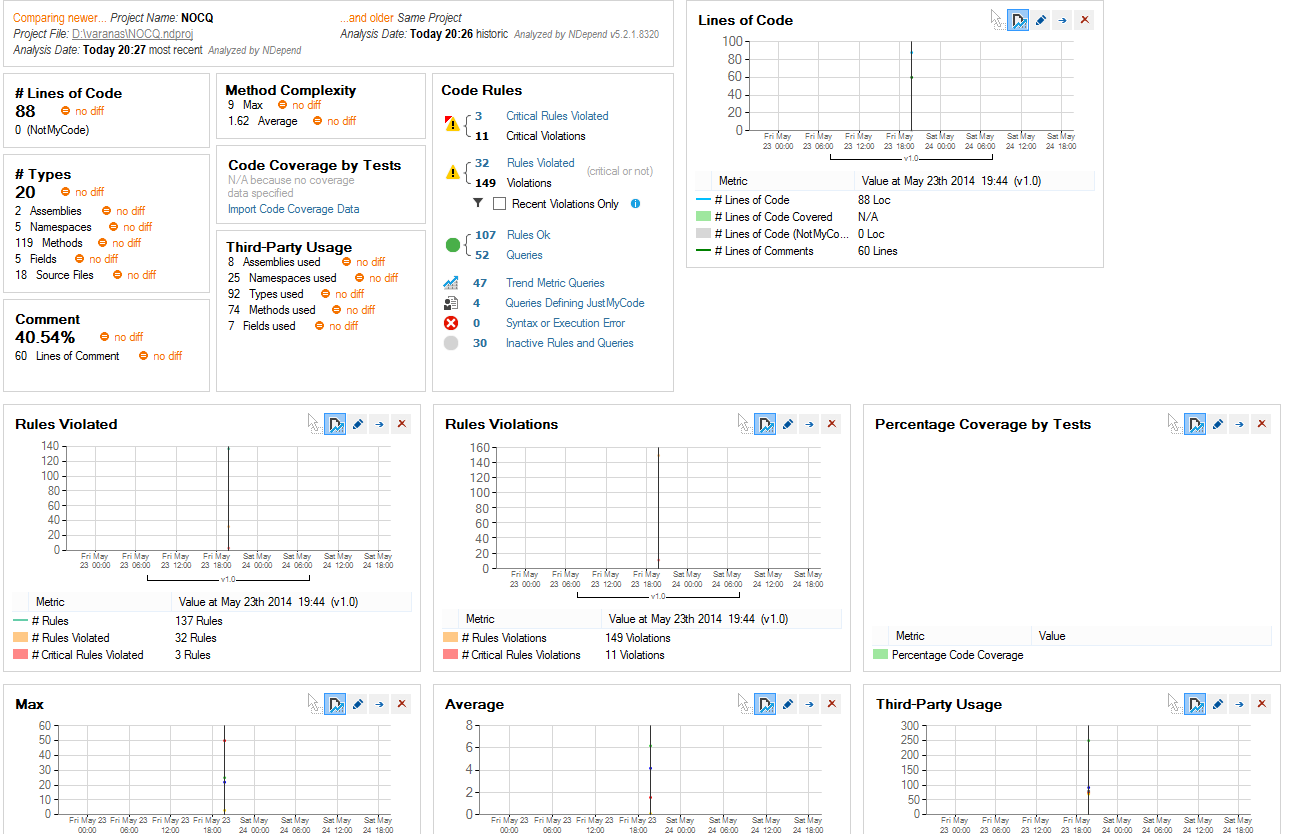 Comparing newer... Project Name: NOCQ
Project File: D:\varanas\NOCQ.ndproj
Analysis Date: Today 20:27 most recent Analyzed by NDepend
...and older Same Project
Analysis Date: Today 20:26 historic Analyzed by NDepend v5.2.1.8320
# Lines of Code
88 no diff
0 (NotMyCode)
# Types
20 no diff
2 Assemblies no diff
5 Namespaces no diff
119 Methods no diff
5 Fields no diff
18 Source Files no diff
Comment
40.54% no diff
60 Lines of Comment no diff
Method Complexity
9 Max no diff
1.62 Average no diff
Code Coverage by Tests
N/A because no coverage
data specified
Import Code Coverage Data
Third-Party Usage
8 Assemblies used no diff
25 Namespaces used no diff
92 Types used no diff
74 Methods used no diff
7 Fields used no diff
Code Rules
3 Critical Rules Violated
11 Critical Violations
32 Rules Violated
(critical or not)
149 Violations
Recent Violations Only
107 Rules Ok
52 Queries
47 Trend Metric Queries
4 Queries Defining JustMyCode
0 Syntax or Execution Error
30 Inactive Rules and Queries
Lines of Code
100
80
60
40
20
0
Fri May Fri May Fri May Fri May Sat May Sat May Sat May Sat May
23 00:00 23 06:00 23 12:00 23 18:00 24 00:00 24 06:00 24 12:00 24 18:00
v1.0
Metric Value at May 23th 2014 19:44 (v1.0)
# Lines of Code 88 Loc
# Lines of Code Covered N/A
# Lines of Code (NotMyCo... 0 Loc
# Lines of Comments 60 Lines
Rules Violated
140
120
100
80
60
40
20
0
Fri May Fri May Fri May Fri May Sat May Sat May Sat May Sat May
23 00:00 23 06:00 23 12:00 23 18:00 24 00:00 24 06:00 24 12:00 24 18:00
v1.0
Metric Value at May 23th 2014 19:44 (v1.0)
# Rules 137 Rules
# Rules Violated 32 Rules
# Critical Rules Violated 3 Rules
Rules Violations
160
140
120
100
80
60
40
20
0
Fri May Fri May Fri May Fri May Sat May Sat May Sat May Sat May
23 00:00 23 06:00 23 12:00 23 18:00 24 00:00 24 06:00 24 12:00 24 18:00
v1.0
Metric Value at May 23th 2014 19:44 (v1.0)
# Rules Violations 149 Violations
# Critical Rules Violations 11 Violations
Percentage Coverage by Tests
Metric Value
Percentage Code Coverage
Max
60
50
40
30
20
10
0
Fri May 23 Fri May 23 Fri May 23 Fri May 23 Sat May Sat May Sat May Sat May
00:00 06:00 12:00 18:00 24 00:00 24 06:00 24 12:00 24 18:00
Average
8
6
4
2
0
Fri May 23 Fri May 23 Fri May 23 Fri May 23 Sat May Sat May Sat May Sat May
00:00 06:00 12:00 18:00 24 00:00 24 06:00 24 12:00 24 18:00
Third-Party Usage
300
250
200
150
100
50
Fri May Fri May Fri May Fri May Sat May Sat May Sat May Sat May
23 00:00 23 06:00 23 12:00 23 18:00 24 00:00 24 06:00 24 12:00 24 18:00